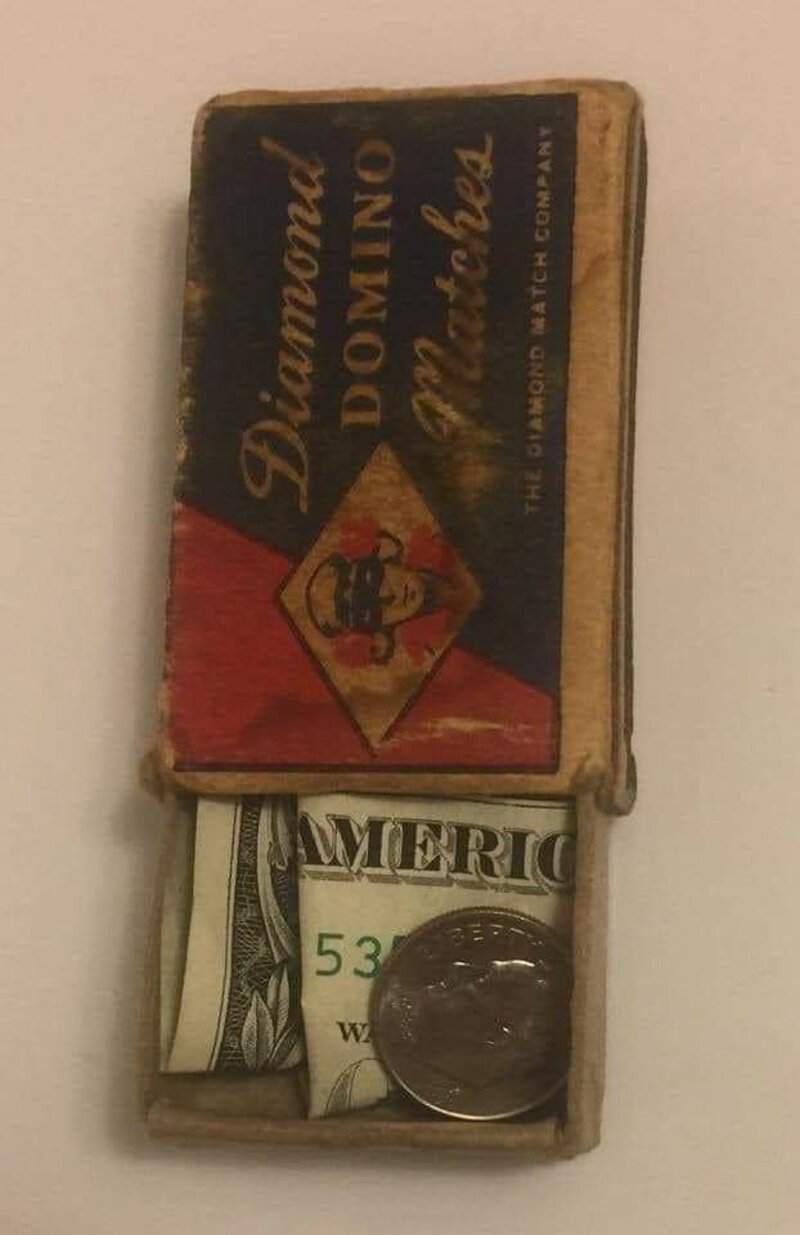 Diamond
DOMINO
Matches
THE DIAMOND MATCH COMPANY
AMERIC
53
LIBERTY